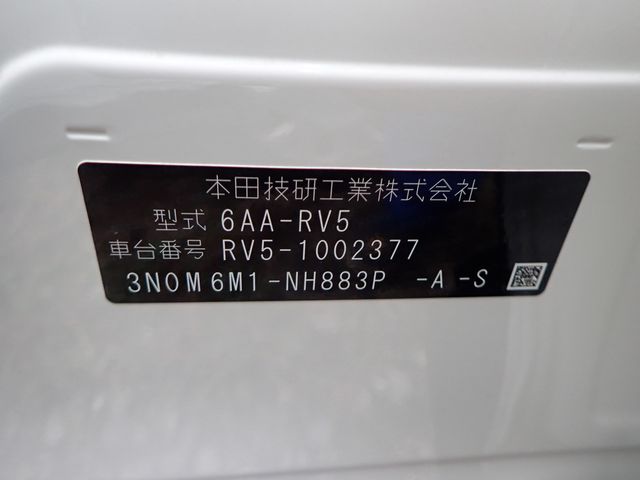 本田技研工業株式会社
型式 6AA-RV5
車台番号 RV5-1002377
3N0M6M1-NH883P -A-S